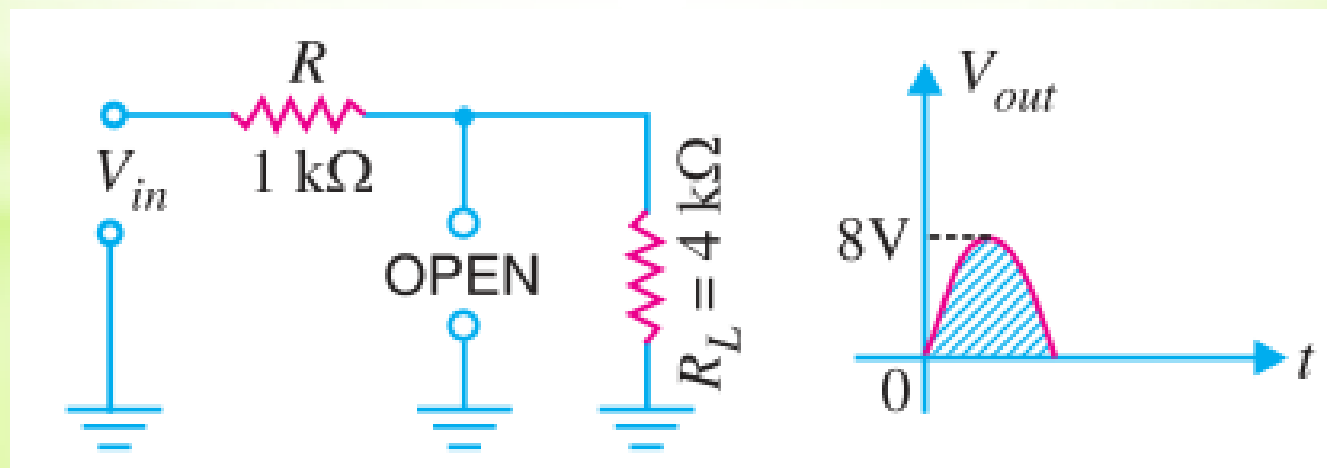 R
1 kΩ
V_in
OPEN
R_L = 4 kΩ
V_out
8V
0
t